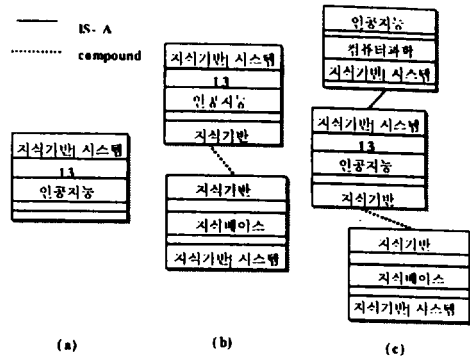 IS- A
compound
지식기반 시스템
13
인공지능
(a)
지식기반 시스템
13
인공지능
지식기반
지식기반
지식베이스
지식기반 시스템
(b)
인공지능
컴퓨터과학
지식기반 시스템
지식기반 시스템
13
인공지능
지식기반
지식기반
지식베이스
지식기반 시스템
(c)